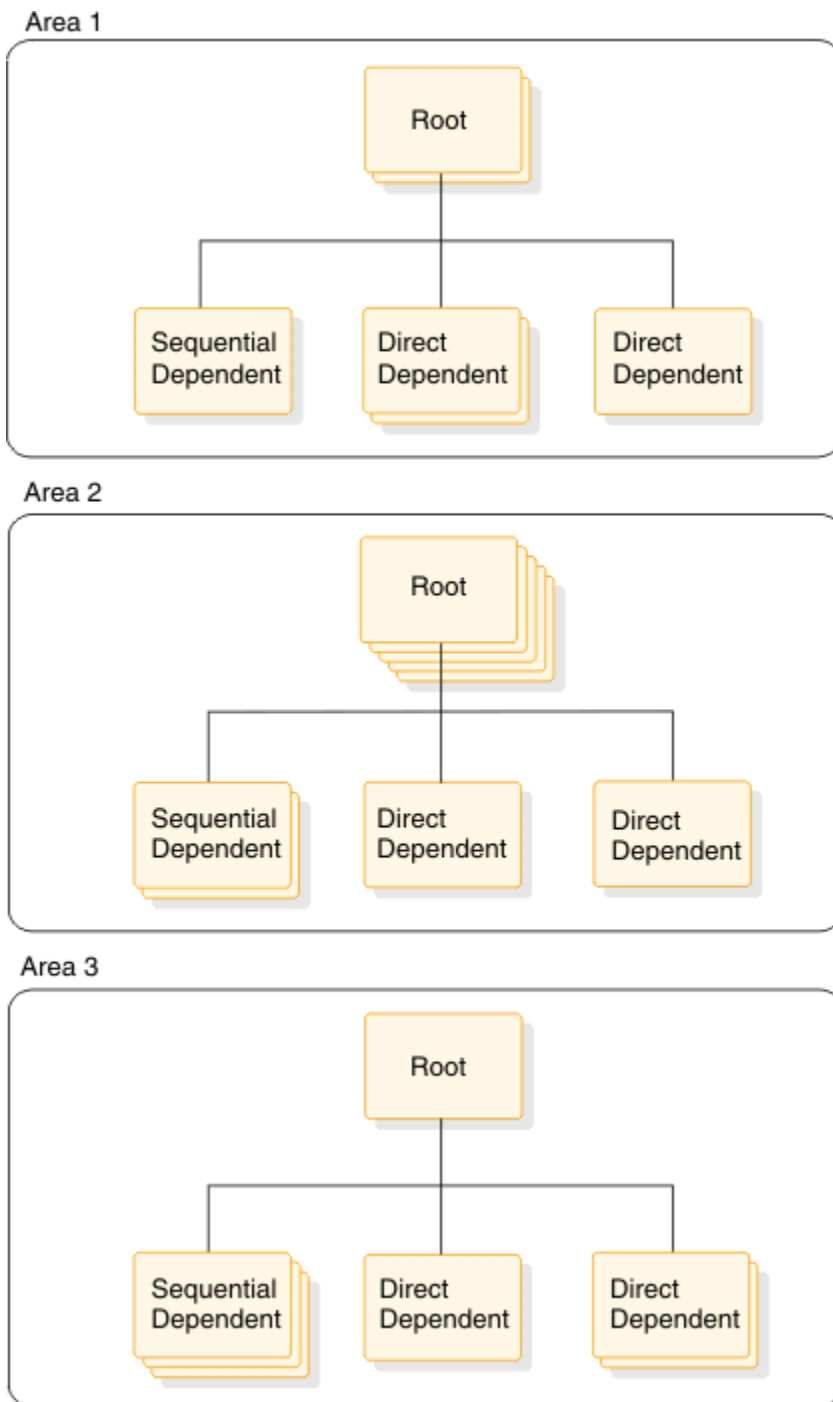 Area 1
Root
Sequential
Dependent
Direct
Dependent
Direct
Dependent
Area 2
Root
Sequential
Dependent
Direct
Dependent
Direct
Dependent
Area 3
Root
Sequential
Dependent
Direct
Dependent
Direct
Dependent